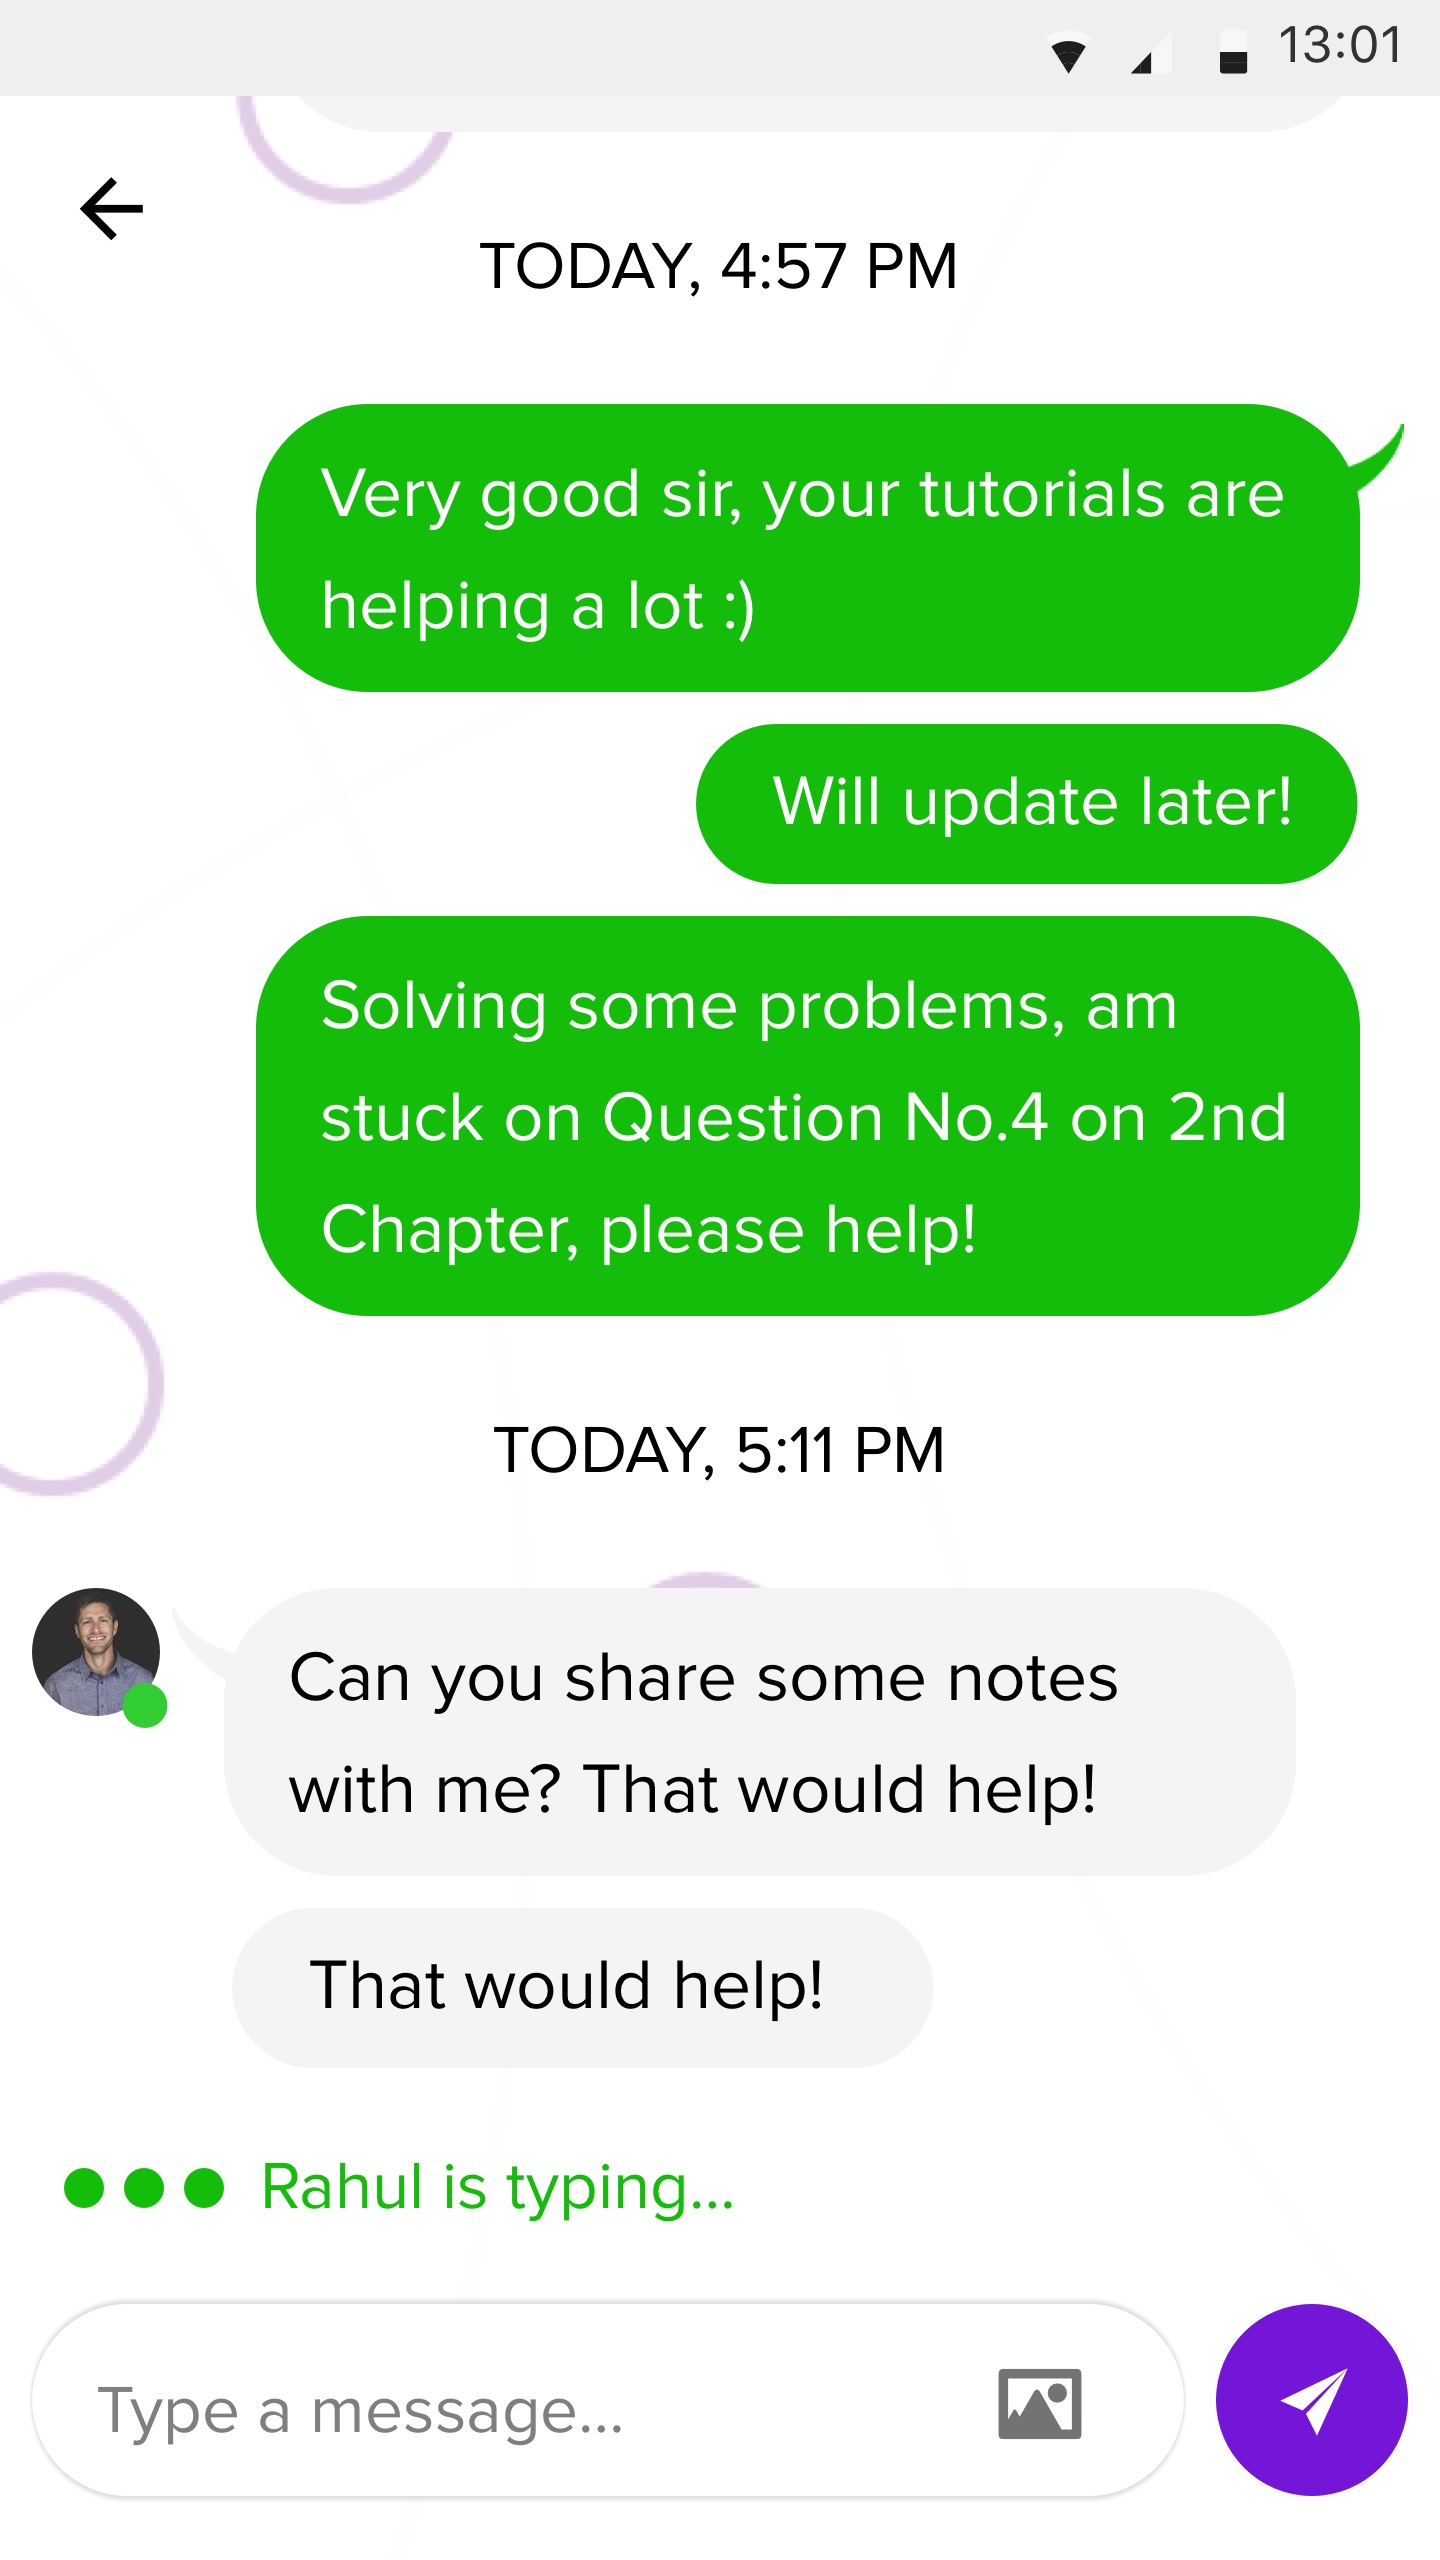 13:01
TODAY, 4:57 PM
Very good sir, your tutorials are
helping a lot :)
Will update later!
Solving some problems, am
stuck on Question No.4 on 2nd
Chapter, please help!
TODAY, 5:11 PM
Can you share some notes
with me? That would help!
That would help!
Rahul is typing...
Type a message...